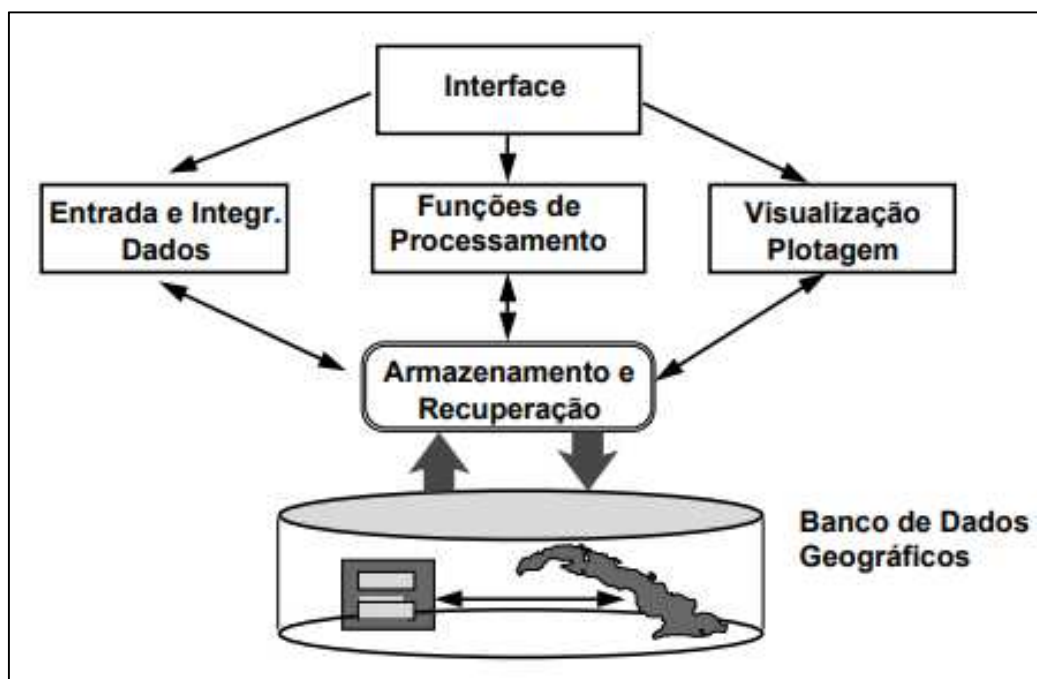 Interface
Entrada e Integr.
Dados
Funções de
Processamento
Visualização
Plotagem
Armazenamento e
Recuperação
Banco de Dados
Geográficos